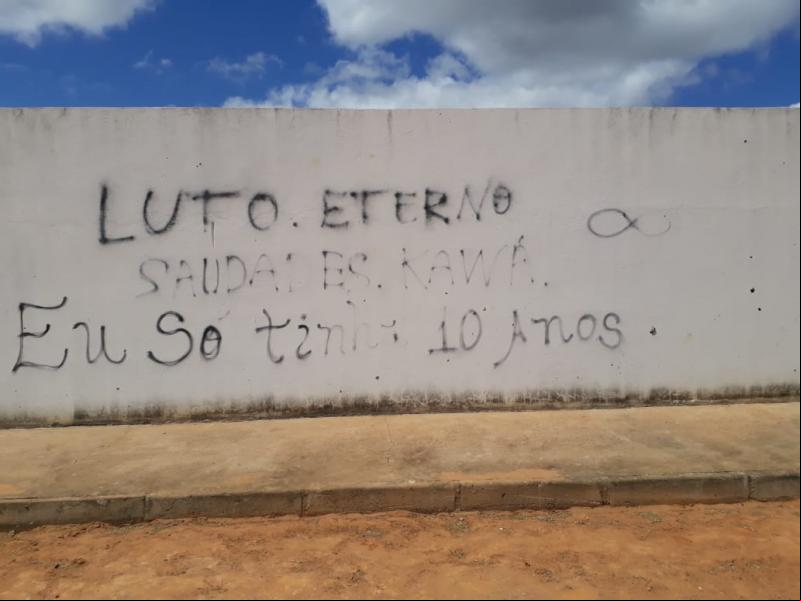 LUTO. ETERNO ∞
SAUDADES. KAWÁ.
Eu Só tinha 10 Anos.